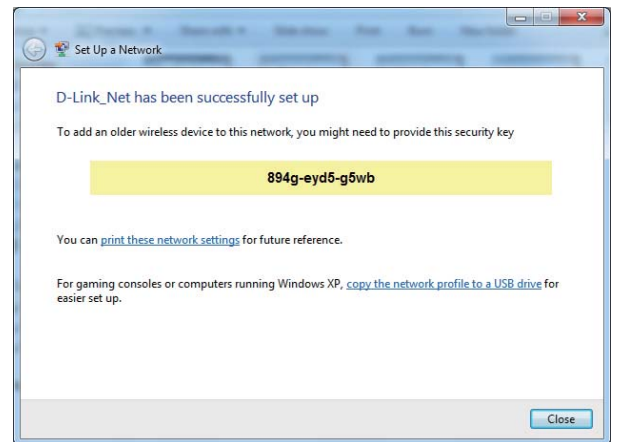 Set Up a Network
D-Link_Net has been successfully set up
To add an older wireless device to this network, you might need to provide this security key
894g-eyd5-g5wb
You can print these network settings for future reference.
For gaming consoles or computers running Windows XP, copy the network profile to a USB drive for
easier set up.
Close